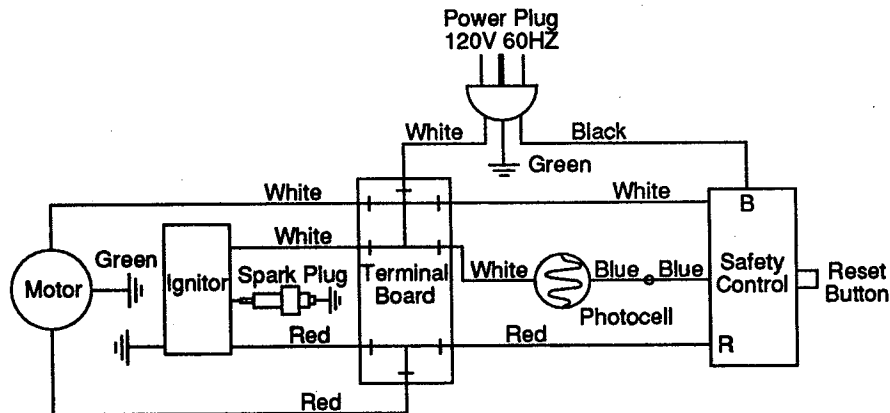 Power Plug
120V 60HZ
White
Black
Green
White
White
B
Green
White
Ignitor
Spark Plug
Terminal
Board
White
Blue
Blue
Safety
Control
Reset
Button
Motor
Photocell
Red
Red
R
Red